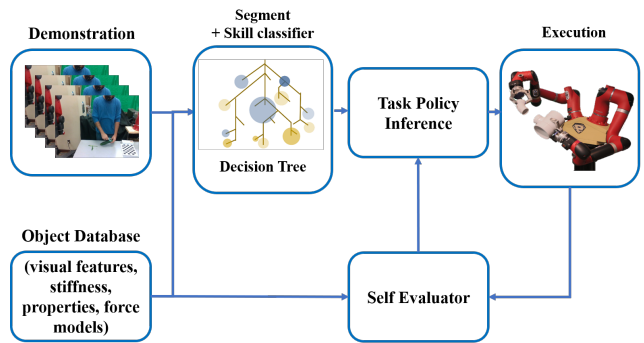 Demonstration
Segment
+ Skill classifier
Decision Tree
Task Policy
Inference
Execution
Object Database
(visual features,
stiffness,
properties, force
models)
Self Evaluator